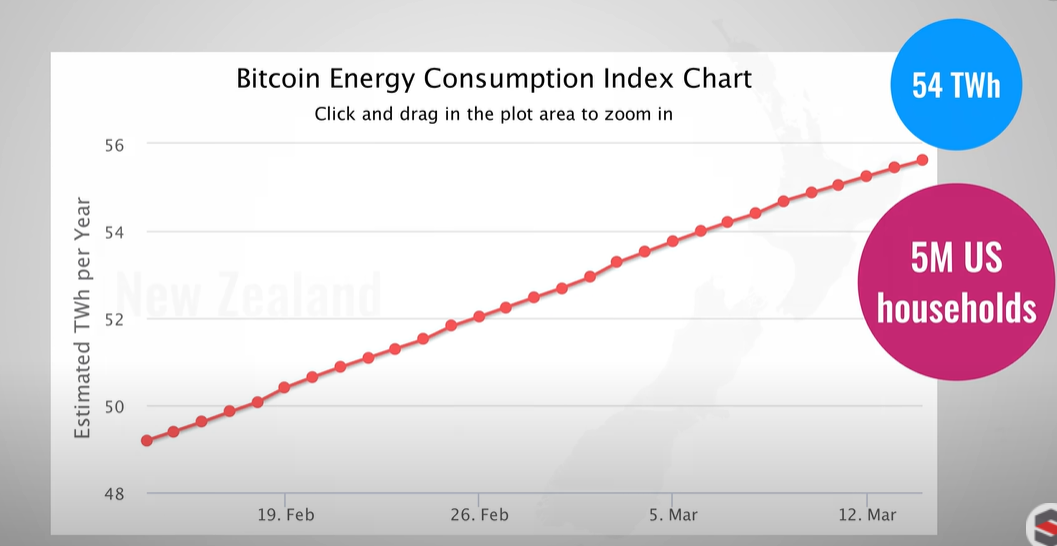 Bitcoin Energy Consumption Index Chart
Click and drag in the plot area to zoom in
54 TWh
5M US
households
New Zealand
Estimated TWh per Year
56
54
52
50
48
19. Feb
26. Feb
5. Mar
12. Mar